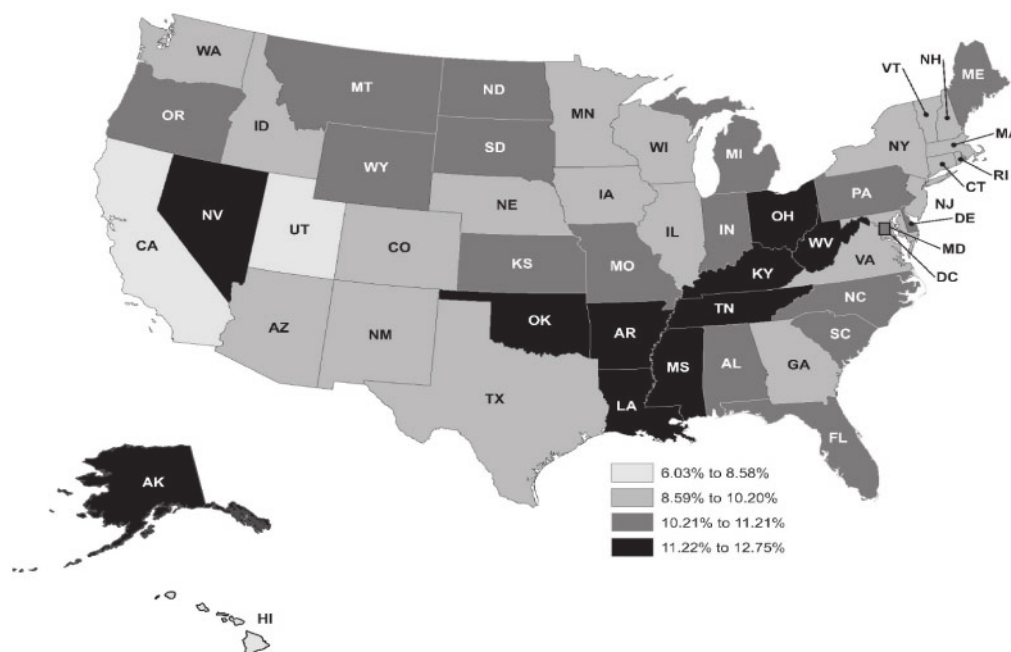 WA
MT
ND
MN
VT
NH
ME
OR
ID
WY
SD
WI
MI
NY
MA
RI
CT
NV
UT
CA
CO
NE
IA
IL
IN
OH
PA
NJ
DE
MD
DC
WV
VA
KS
MO
KY
NC
TN
SC
AZ
NM
OK
AR
MS
AL
GA
TX
LA
FL
AK
HI
6.03% to 8.58%
8.59% to 10.20%
10.21% to 11.21%
11.22% to 12.75%